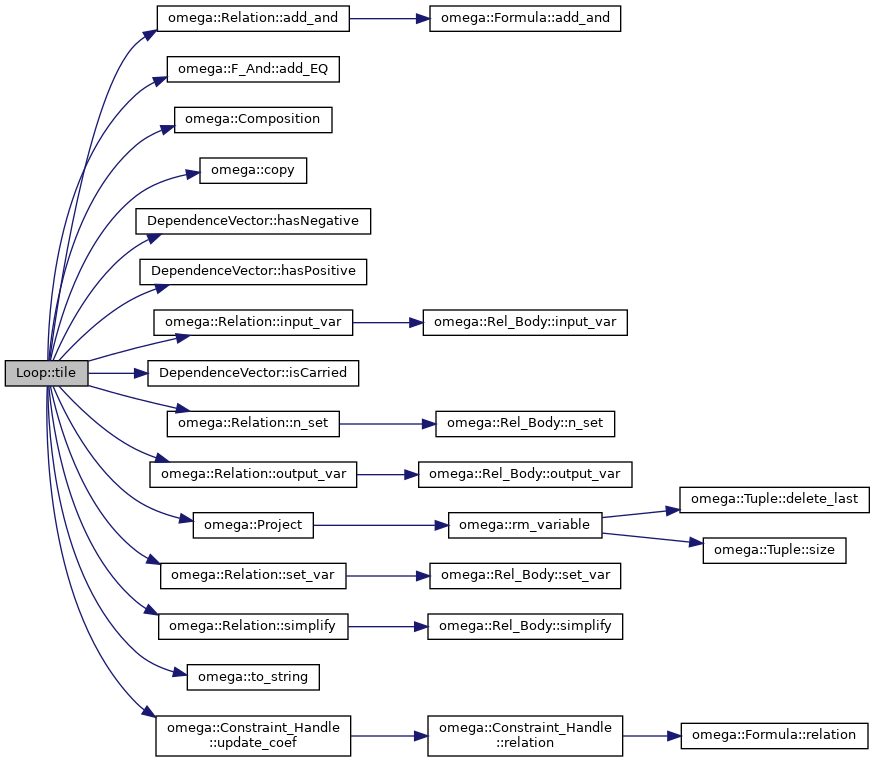 omega::Relation::add_and
omega::Formula::add_and
omega::F_And::add_EQ
omega::Composition
omega::copy
DependenceVector::hasNegative
DependenceVector::hasPositive
omega::Relation::input_var
omega::Rel_Body::input_var
Loop::tile
DependenceVector::isCarried
omega::Relation::n_set
omega::Rel_Body::n_set
omega::Relation::output_var
omega::Rel_Body::output_var
omega::Tuple::delete_last
omega::Project
omega::rm_variable
omega::Tuple::size
omega::Relation::set_var
omega::Rel_Body::set_var
omega::Relation::simplify
omega::Rel_Body::simplify
omega::to_string
omega::Constraint_Handle
::update_coef
omega::Constraint_Handle
::relation
omega::Formula::relation